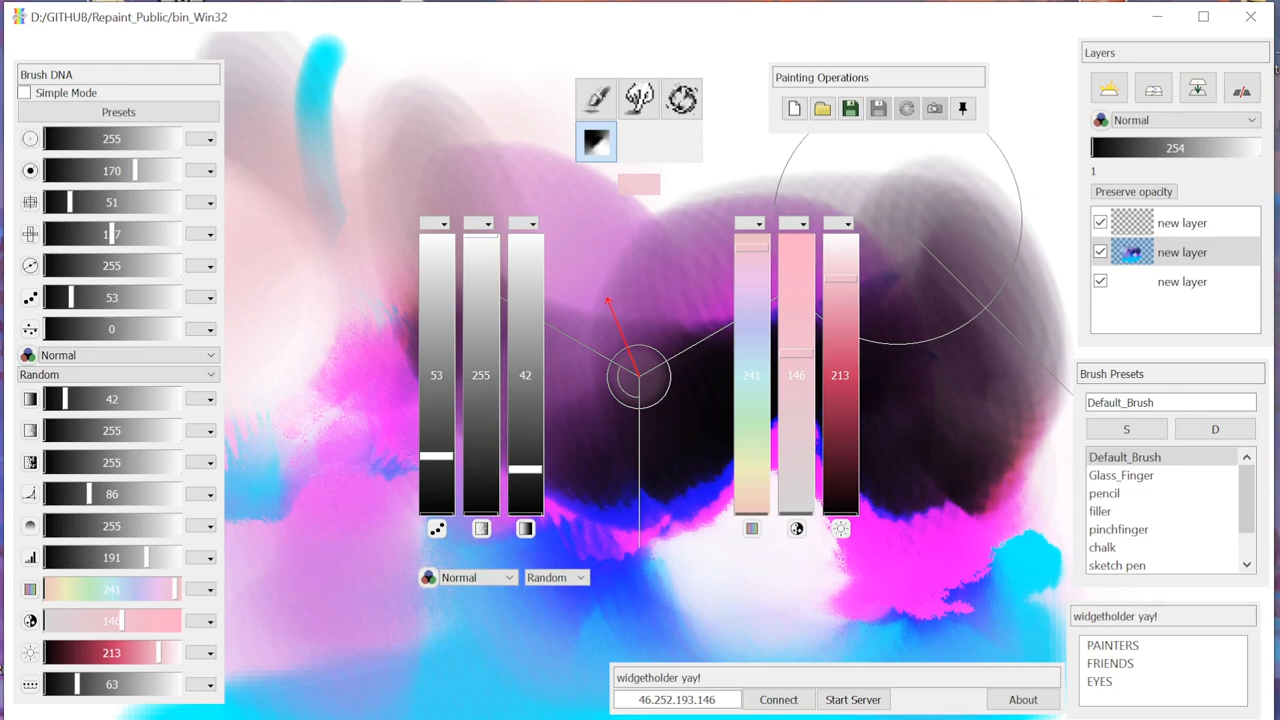 D:/GITHUB/Repaint_Public/bin_Win32
Brush DNA
Simple Mode
Presets
255
170
51
255
53
0
Normal
Random
42
255
255
86
255
191
241
146
213
63
53
255
42
Normal
Random
241
146
213
Painting Operations
Layers
Normal
254
1
Preserve opacity
new layer
new layer
new layer
Brush Presets
Default_Brush
S
D
Default_Brush
Glass_Finger
pencil
filler
pinchfinger
chalk
sketch pen
widgetholder yay!
PAINTERS
FRIENDS
EYES
widgetholder yay!
46.252.193.146
Connect
Start Server
About